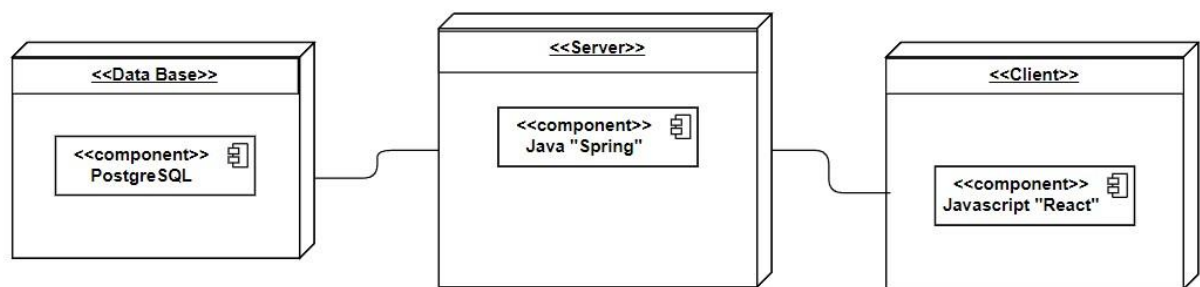 <<Data Base>>
<<component>>
PostgreSQL
<<Server>>
<<component>>
Java "Spring"
<<Client>>
<<component>>
Javascript "React"